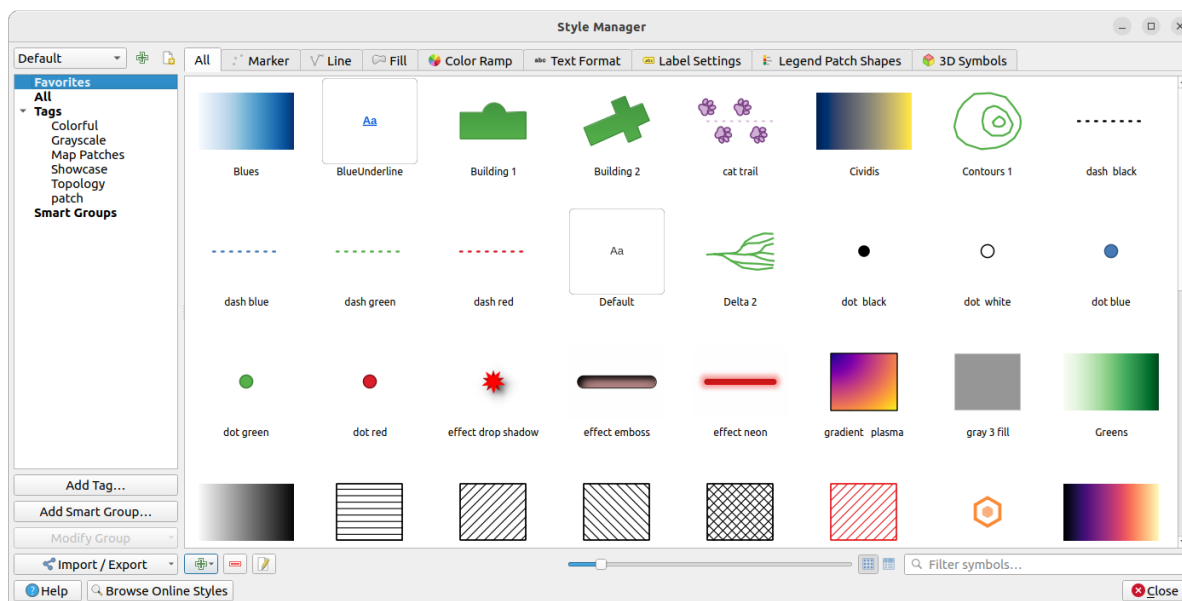 Style Manager
Default
All
Marker
Line
Fill
Color Ramp
abc Text Format
Label Settings
Legend Patch Shapes
3D Symbols
Favorites
All
Tags
Colorful
Grayscale
Map Patches
Showcase
Topology
patch
Smart Groups
Aa
Blues
BlueUnderline
Building 1
Building 2
cat trail
Cividis
Contours 1
dash black
Aa
dash blue
dash green
dash red
Default
Delta 2
dot black
dot white
dot blue
dot green
dot red
effect drop shadow
effect emboss
effect neon
gradient plasma
gray 3 fill
Greens
Add Tag...
Add Smart Group...
Modify Group
Import / Export
Filter symbols...
Help
Browse Online Styles
Close